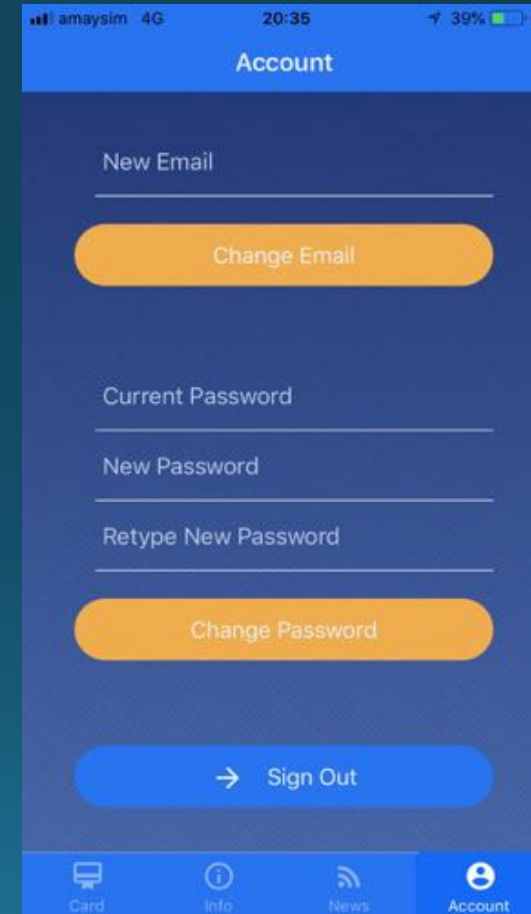 amaysim 4G 20:35 39%
Account
New Email
Change Email
Current Password
New Password
Retype New Password
Change Password
Sign Out
Card Info News Account